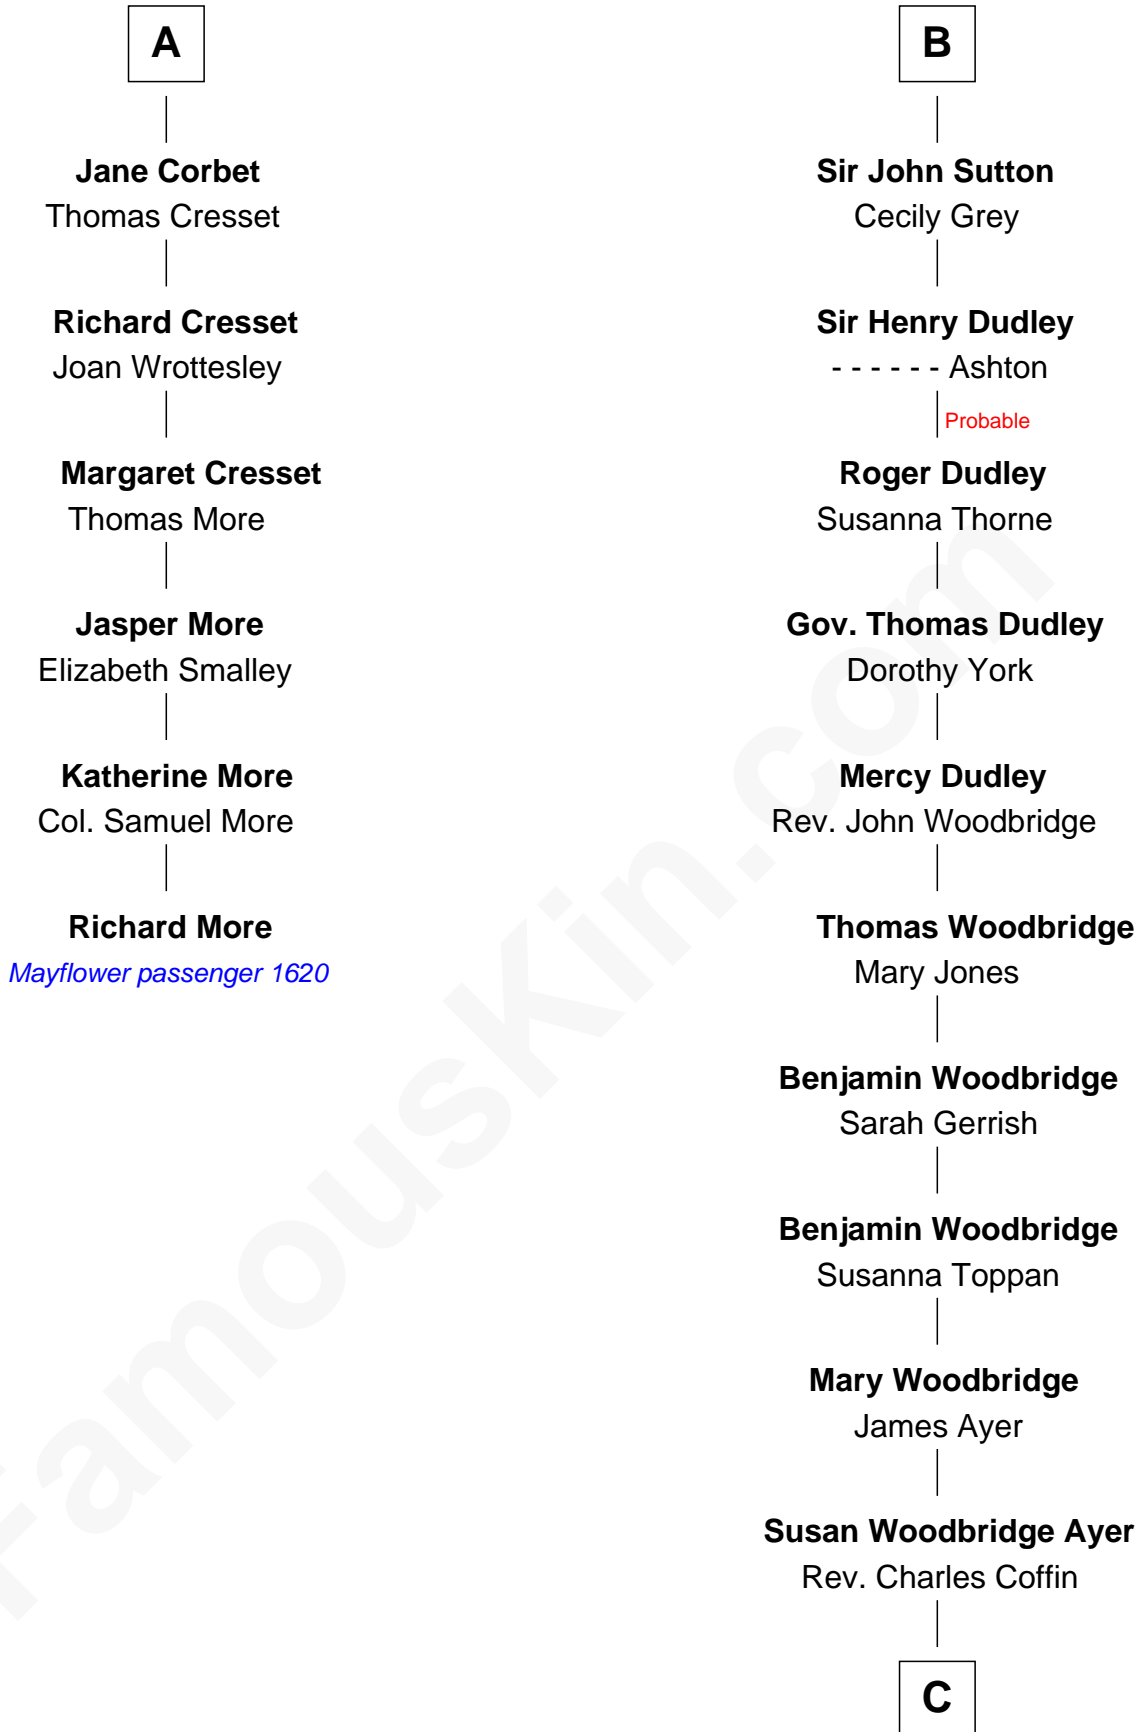 A
Jane Corbet
Thomas Cresset
Richard Cresset
Joan Wrottesley
Margaret Cresset
Thomas More
Jasper More
Elizabeth Smalley
Katherine More
Col. Samuel More
Richard More
Mayflower passenger 1620
B
Sir John Sutton
Cecily Grey
Sir Henry Dudley
- - - - - - Ashton
Probable
Roger Dudley
Susanna Thorne
Gov. Thomas Dudley
Dorothy York
Mercy Dudley
Rev. John Woodbridge
Thomas Woodbridge
Mary Jones
Benjamin Woodbridge
Sarah Gerrish
Benjamin Woodbridge
Susanna Toppan
Mary Woodbridge
James Ayer
Susan Woodbridge Ayer
Rev. Charles Coffin
C
FamousKin.com